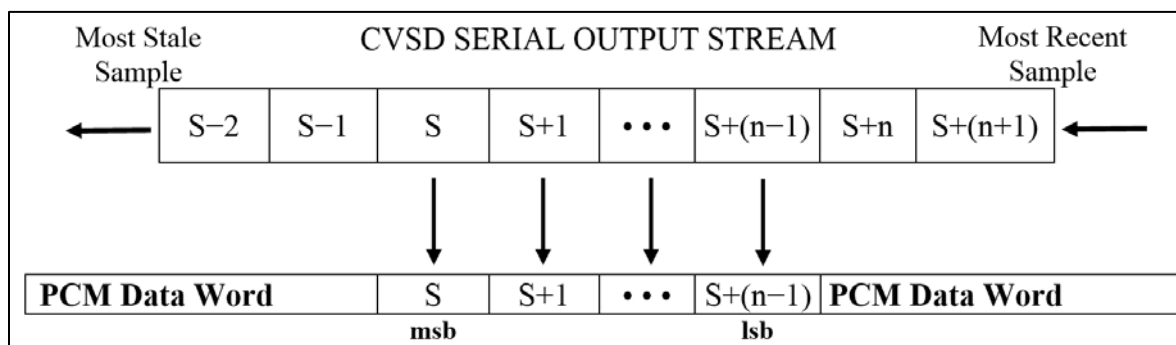 Most Stale Sample
CVSD SERIAL OUTPUT STREAM
Most Recent Sample
S−2 S−1 S S+1 • • • S+(n−1) S+n S+(n+1)
PCM Data Word S S+1 • • • S+(n−1) PCM Data Word
msb lsb